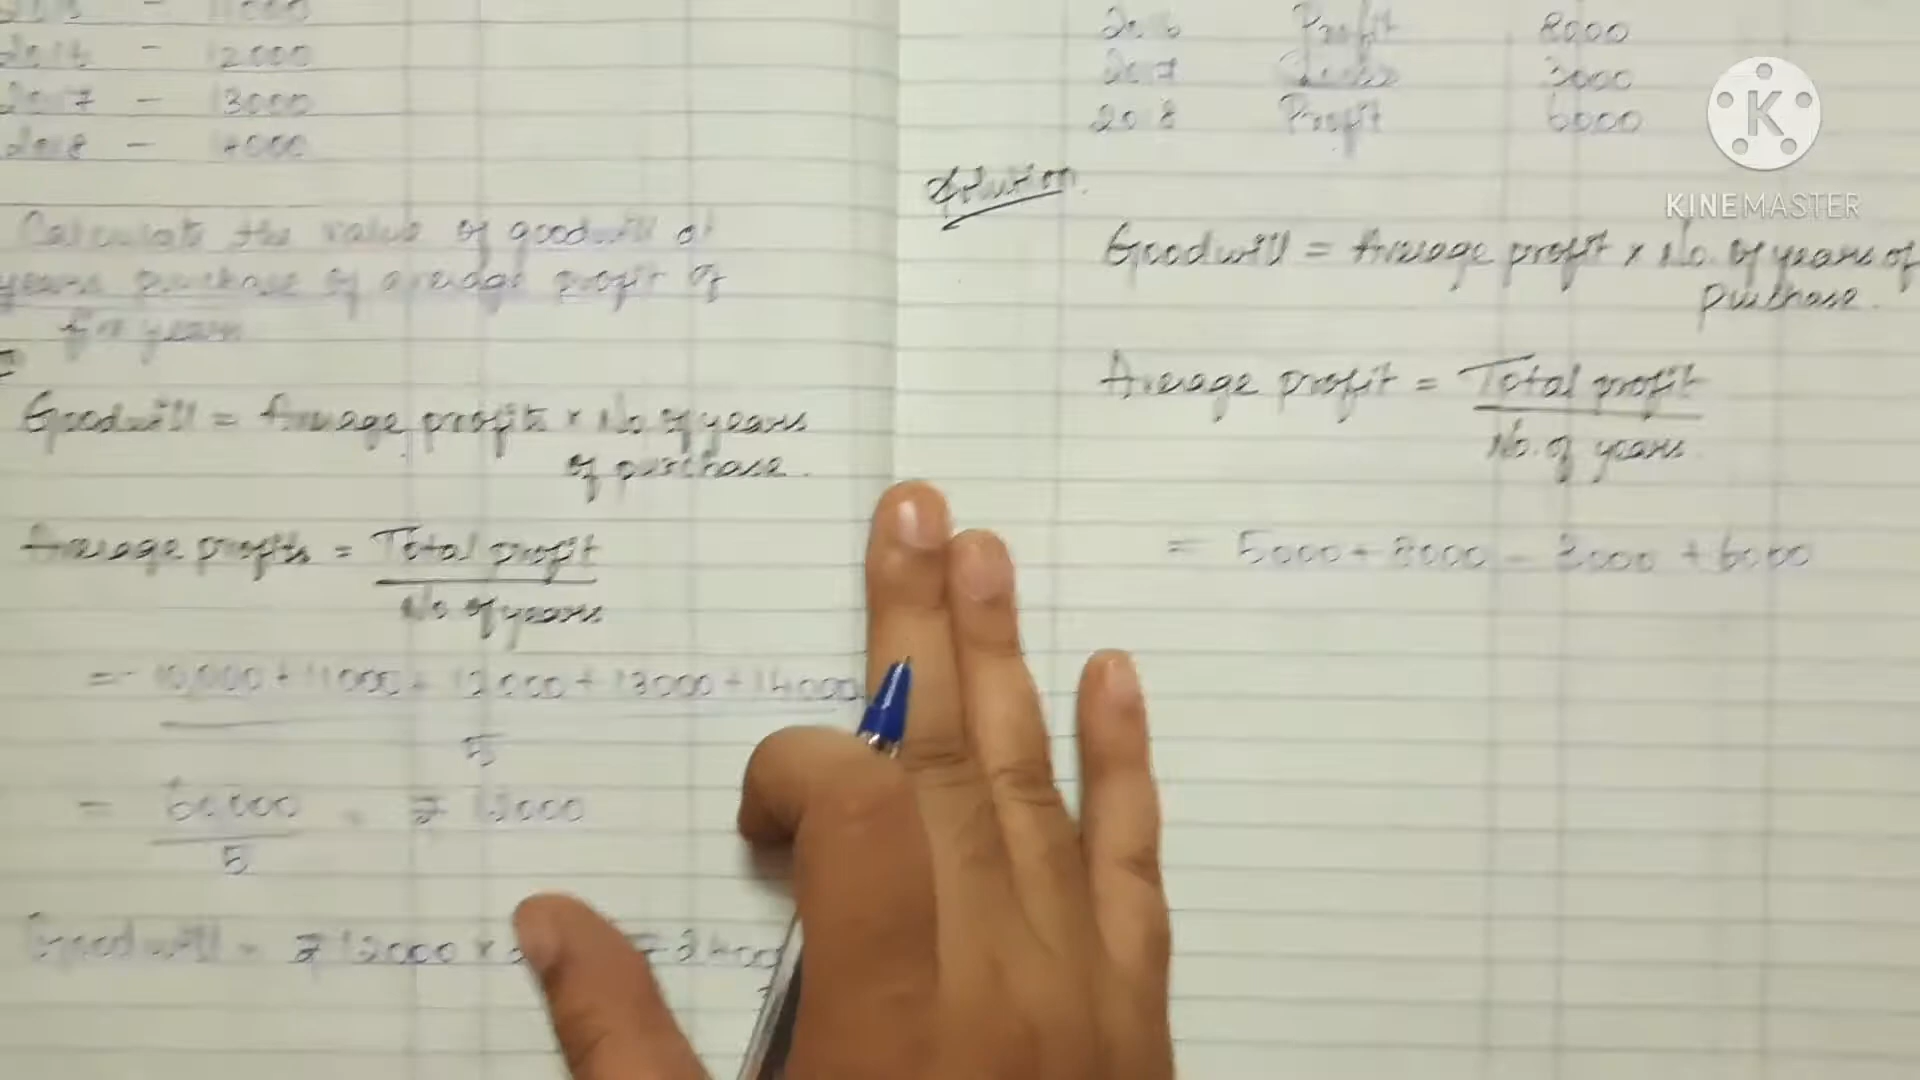 2016 - 12000
2017 - 13000
2018 - 14000
Calculate the value of goodwill at
years purchase of average profit of
five years
Goodwill = Average profits × No. of years
of purchase.
Average profits = Total profit
No of years
= 10,000 + 11000 + 12000 + 13000 + 14000
5
= 60000 = ₹ 12000
5
Goodwill = ₹ 12000 ×
2016 Profit 8000
2017 3000
2018 Profit 6000
Solution.
Goodwill = Average profit × No. of years of
purchase.
Average profit = Total profit
No. of years
= 5000 + 8000 - 3000 + 6000
K
KINEMASTER